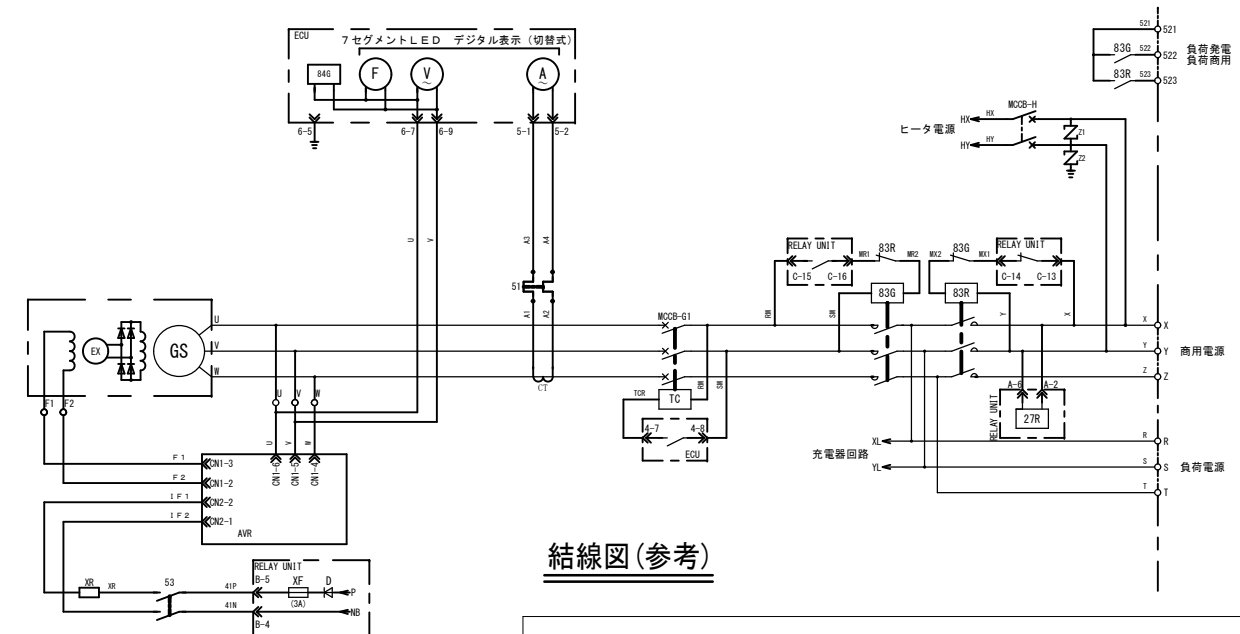 ECU
7セグメントLED デジタル表示(切替式)
84G
F
V
A
6-5
6-7
6-9
5-1
5-2
521
521
83G
522
522
負荷発電
負荷商用
83R
523
523
MCCB-H
HX
HX
ヒータ電源
HY
HY
Z1
Z2
U
V
A3
A4
51
A1
A2
CT
RELAY UNIT
83R
83G
RELAY UNIT
C-15
C-16
MR1
MR2
MX2
MX1
C-14
C-13
83G
83R
RW
SW
Y
X
MCCB-G1
EX
GS
U
V
W
X
X
Y
Y
商用電源
Z
Z
TCR
TC
RW
SW
4-7
4-8
ECU
A-6
A-2
27R
RELAY UNIT
XL
充電器回路
YL
R
R
S
S
負荷電源
T
T
F1
F2
U
V
W
U
V
W
F1
CN1-3
CN1-6
CN1-5
CN1-4
F2
CN1-2
IF1
CN2-2
IF2
CN2-1
AVR
結線図(参考)
RELAY UNIT
XR
XR
53
41P
B-5
XF
D
P
(3A)
41N
NB
B-4